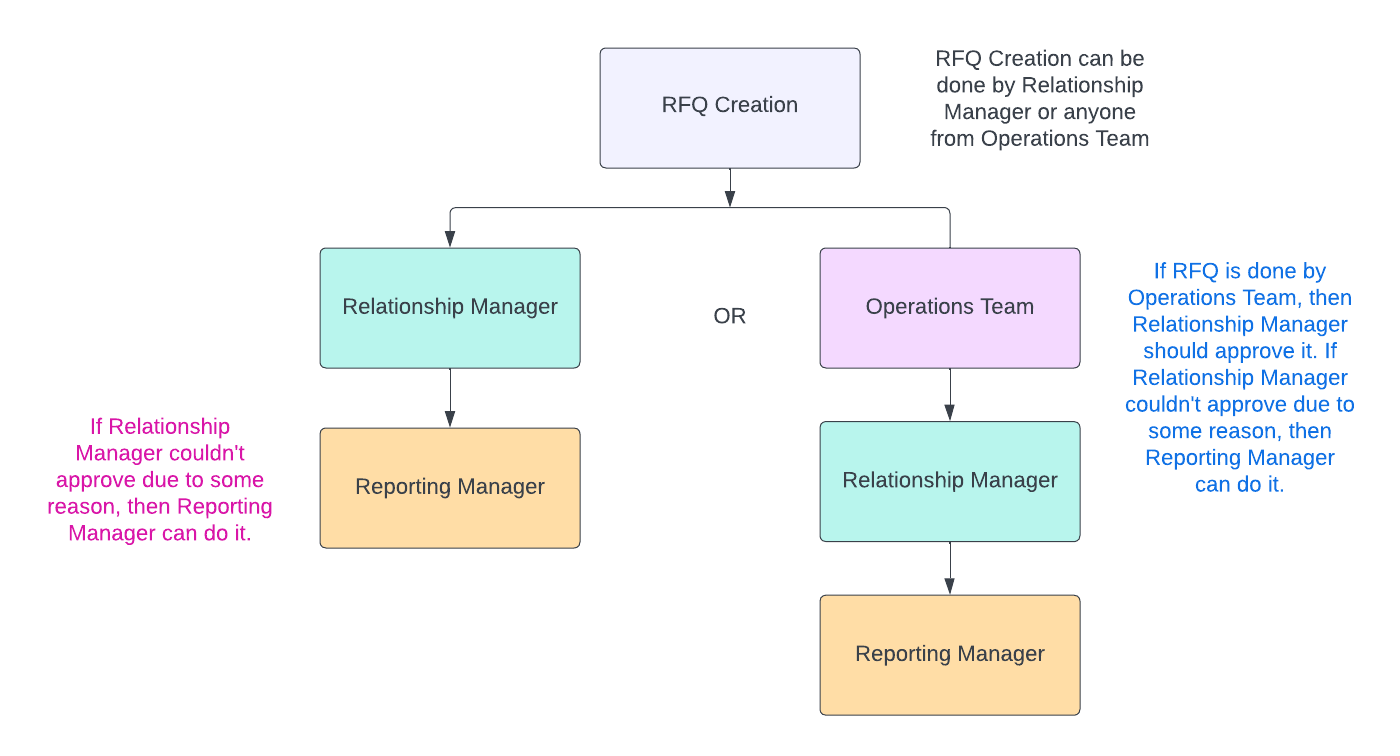 RFQ Creation
RFQ Creation can be
done by Relationship
Manager or anyone
from Operations Team
Relationship Manager
OR
Operations Team
If RFQ is done by
Operations Team, then
Relationship Manager
should approve it. If
Relationship Manager
couldn't approve due to
some reason, then
Reporting Manager
can do it.
If Relationship
Manager couldn't
approve due to some
reason, then Reporting
Manager can do it.
Reporting Manager
Relationship Manager
Reporting Manager